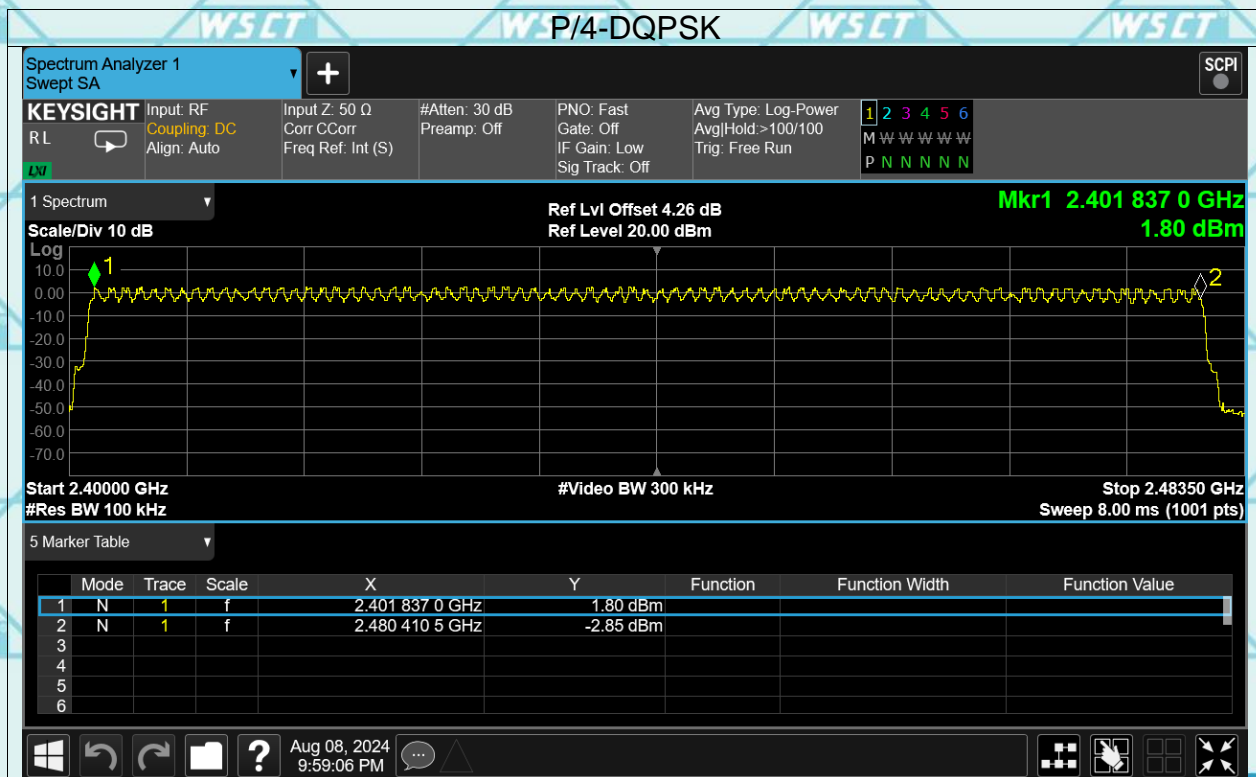 WSCT WSCT WSCT WSCT
P/4-DQPSK
Spectrum Analyzer 1
Swept SA
SCPI
KEYSIGHT
R L
LXI
Input: RF
Coupling: DC
Align: Auto
Input Z: 50 Ω
Corr CCorr
Freq Ref: Int (S)
#Atten: 30 dB
Preamp: Off
PNO: Fast
Gate: Off
IF Gain: Low
Sig Track: Off
Avg Type: Log-Power
Avg|Hold:>100/100
Trig: Free Run
1 2 3 4 5 6
M W W W W W
P N N N N N
1 Spectrum
Scale/Div 10 dB
Ref Lvl Offset 4.26 dB
Ref Level 20.00 dBm
Mkr1 2.401 837 0 GHz
1.80 dBm
Log
10.0
0.00
-10.0
-20.0
-30.0
-40.0
-50.0
-60.0
-70.0
1
2
Start 2.40000 GHz
#Res BW 100 kHz
#Video BW 300 kHz
Stop 2.48350 GHz
Sweep 8.00 ms (1001 pts)
5 Marker Table
Mode Trace Scale X Y Function Function Width Function Value
1 N 1 f 2.401 837 0 GHz 1.80 dBm
2 N 1 f 2.480 410 5 GHz -2.85 dBm
3
4
5
6
?
Aug 08, 2024
9:59:06 PM